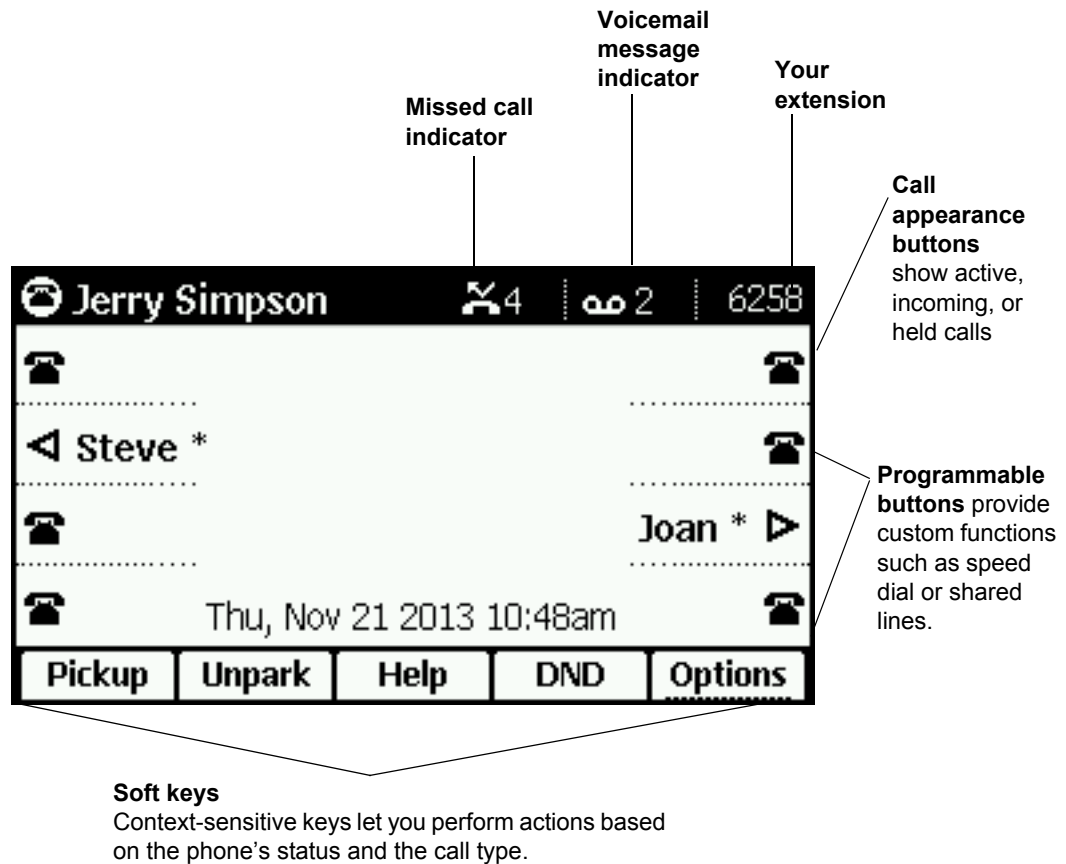 Voicemail
message
indicator
Your
extension
Missed call
indicator
Call
appearance
buttons
show active,
incoming, or
held calls
Jerry Simpson 4 2 6258
Steve *
Joan *
Thu, Nov 21 2013 10:48am
Pickup Unpark Help DND Options
Programmable
buttons provide
custom functions
such as speed
dial or shared
lines.
Soft keys
Context-sensitive keys let you perform actions based
on the phone's status and the call type.